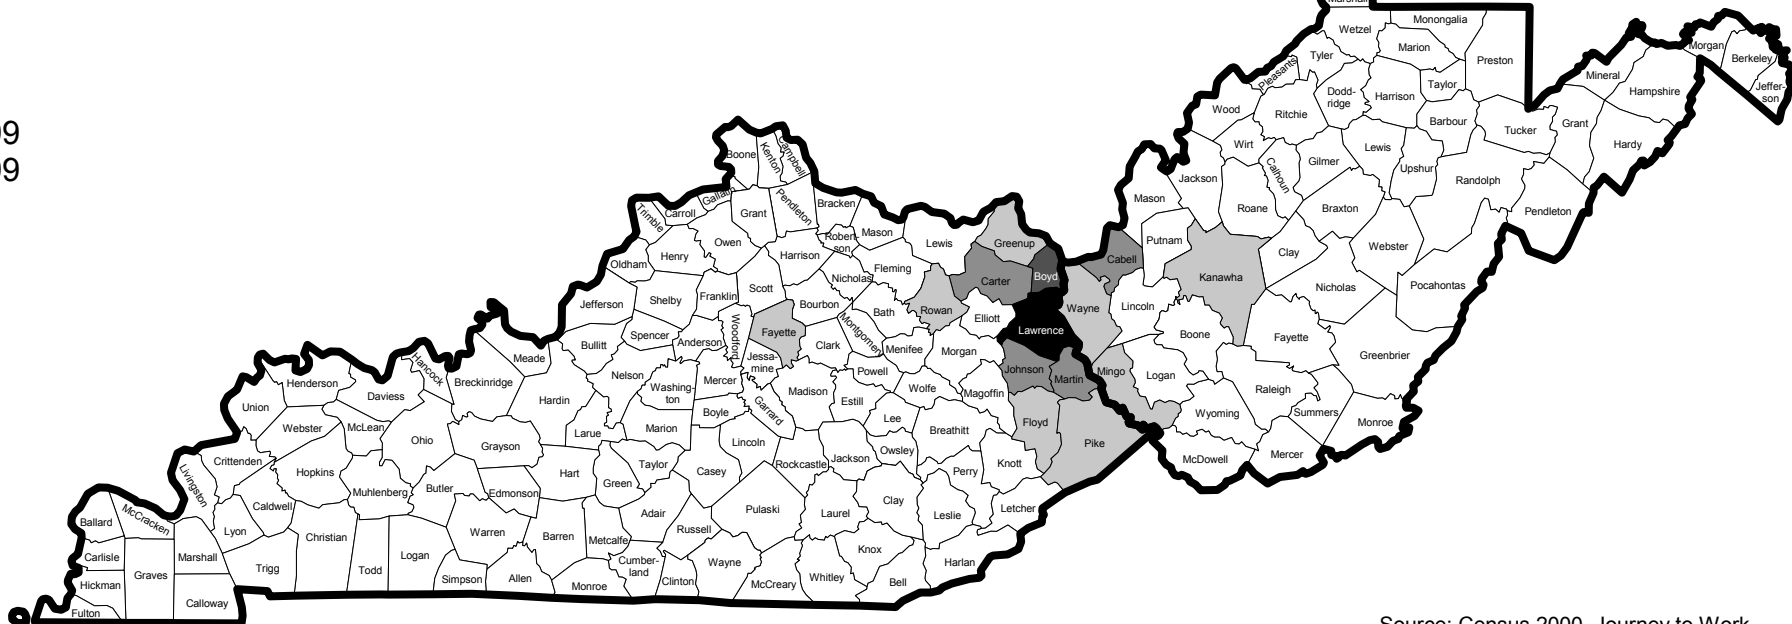 Marshall
Wetzel
Monongalia
Marion
Preston
Tyler
Pleasants
Taylor
Dodd-
ridge
Harrison
Wood
Ritchie
Barbour
Tucker
Grant
Mineral
Hampshire
Morgan
Berkeley
Jeffer-
son
Hardy
Wirt
Gilmer
Lewis
Upshur
Randolph
Calhoun
Jackson
Roane
Braxton
Pendleton
Mason
Putnam
Clay
Webster
Cabell
Kanawha
Nicholas
Pocahontas
Wayne
Lincoln
Boone
Fayette
Greenbrier
Mingo
Logan
Raleigh
Wyoming
Summers
Monroe
McDowell
Mercer
99
99
Boone
Kenton
Campbell
Gallatin
Trimble
Carroll
Grant
Pendleton
Bracken
Owen
Harrison
Rober-
son
Mason
Lewis
Greenup
Oldham
Henry
Nicholas
Fleming
Carter
Boyd
Jefferson
Shelby
Franklin
Scott
Bourbon
Bath
Rowan
Elliott
Lawrence
Spencer
Anderson
Woodford
Fayette
Clark
Montgomery
Menifee
Morgan
Bullitt
Jessa-
mine
Johnson
Martin
Meade
Hancock
Breckinridge
Nelson
Washing-
ton
Mercer
Madison
Powell
Wolfe
Magoffin
Henderson
Daviess
Hardin
Boyle
Garrard
Estill
Lee
Floyd
Pike
Union
Webster
McLean
Ohio
Grayson
Larue
Marion
Lincoln
Breathitt
Crittenden
Hopkins
Muhlenberg
Butler
Edmonson
Hart
Green
Taylor
Casey
Rockcastle
Jackson
Owsley
Perry
Knott
Livingston
Caldwell
Lyon
Christian
Warren
Barren
Metcalfe
Adair
Russell
Pulaski
Laurel
Clay
Leslie
Letcher
Ballard
McCracken
Carlisle
Marshall
Graves
Hickman
Fulton
Calloway
Trigg
Todd
Logan
Simpson
Allen
Monroe
Cumber-
land
Clinton
Wayne
McCreary
Whitley
Knox
Bell
Harlan
Source: Census 2000, Journey to Work